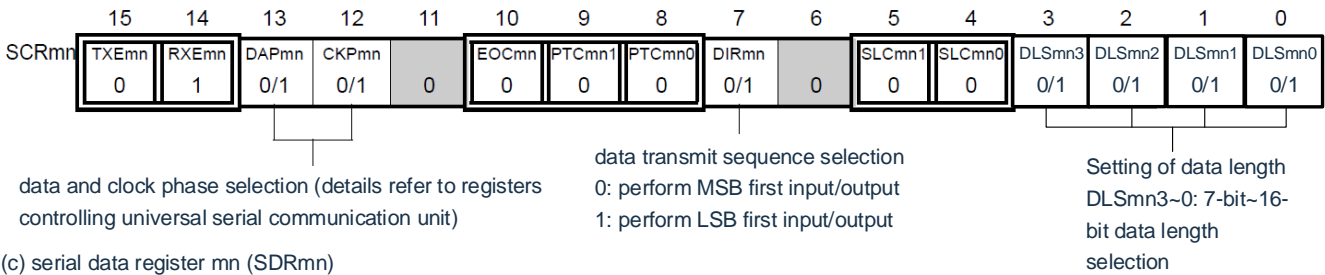 15 14 13 12 11 10 9 8 7 6 5 4 3 2 1 0
SCRmn TXEmn RXEmn DAPmn CKPmn EOCmn PTCmn1 PTCmn0 DIRmn SLCmn1 SLCmn0 DLSmn3 DLSmn2 DLSmn1 DLSmn0
0 1 0/1 0/1 0 0 0 0 0/1 0 0 0 0/1 0/1 0/1 0/1
data and clock phase selection (details refer to registers
controlling universal serial communication unit)
data transmit sequence selection
0: perform MSB first input/output
1: perform LSB first input/output
Setting of data length
DLSmn3~0: 7-bit~16-
bit data length
selection
(c) serial data register mn (SDRmn)